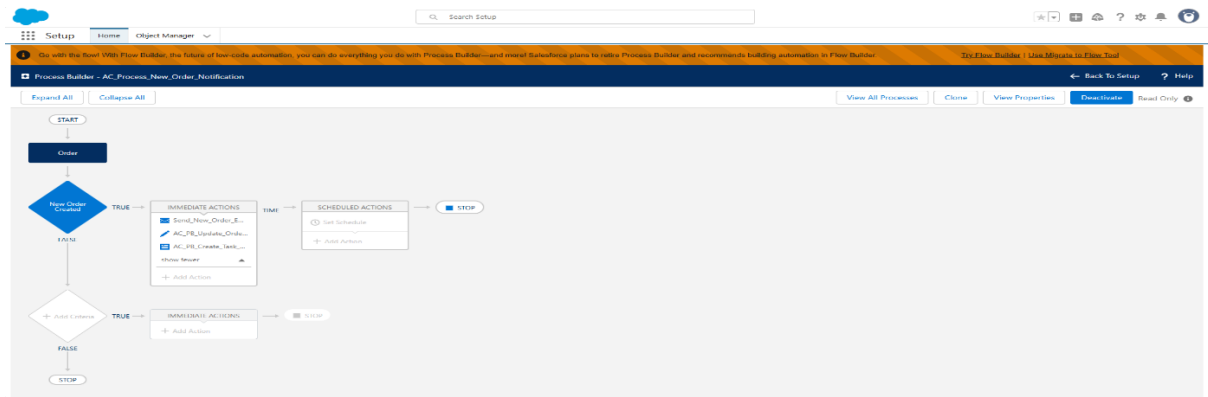 Search Setup
Setup Home Object Manager
Go with the flow! With Flow Builder, the future of low-code automation, you can do everything you do with Process Builder—and more! Salesforce plans to retire Process Builder and recommends building automation in Flow Builder. Try Flow Builder | Use Migrate to Flow Tool
Process Builder - AC_Process_New_Order_Notification Back To Setup ? Help
Expand All Collapse All View All Processes Clone View Properties Deactivate Read Only
START
Order
New Order
Created
TRUE
IMMEDIATE ACTIONS
Send_New_Order_E...
AC_PB_Update_Orde...
AC_PB_Create_Task_...
show fewer
+ Add Action
TIME
SCHEDULED ACTIONS
Set Schedule
+ Add Action
STOP
FALSE
+ Add Criteria
TRUE
IMMEDIATE ACTIONS
+ Add Action
STOP
FALSE
STOP